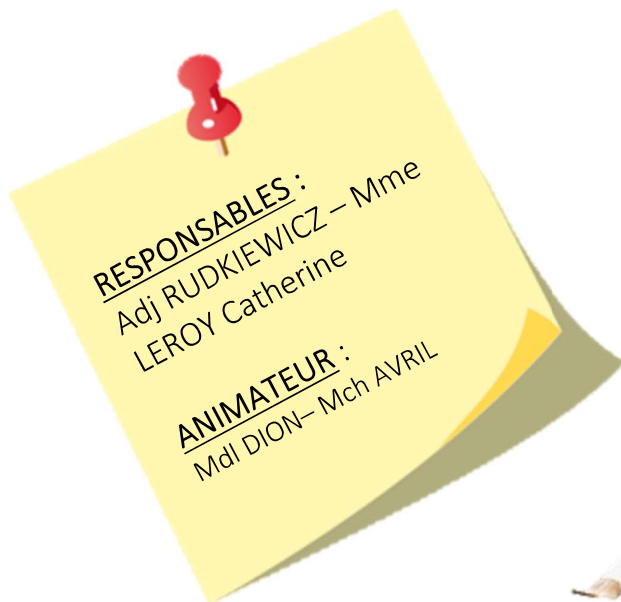 RESPONSABLES :
Adj RUDKIEWICZ – Mme
LEROY Catherine
ANIMATEUR :
Mdl DION– Mch AVRIL